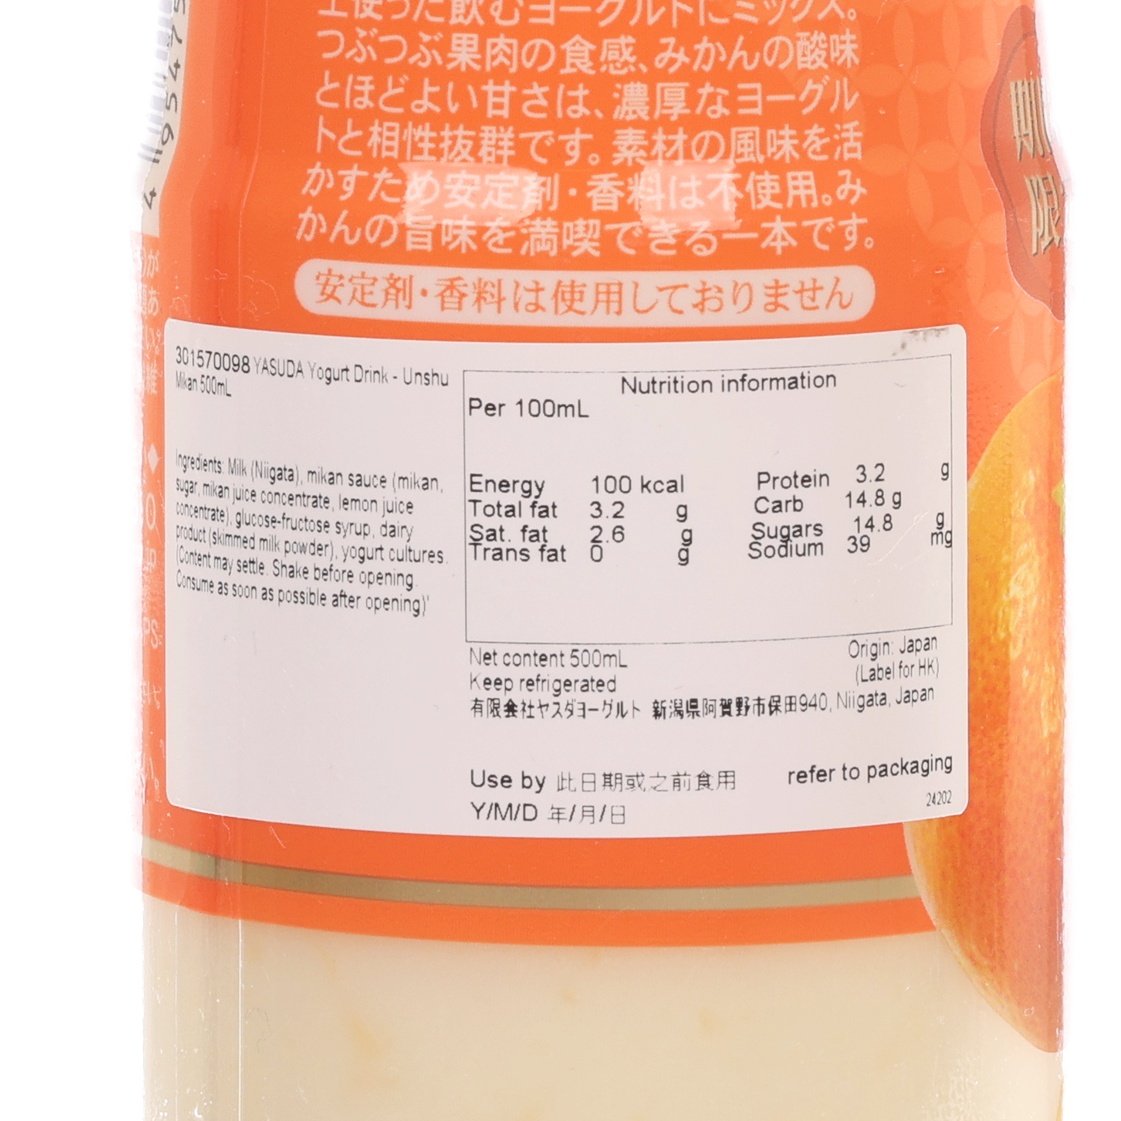 使った飲むヨーグルトにミックス。
つぶつぶ果肉の食感、みかんの酸味
とほどよい甘さは、濃厚なヨーグル
トと相性抜群です。素材の風味を活
かすため安定剤・香料は不使用。み
かんの旨味を満喫できる一本です。
安定剤・香料は使用しておりません
301570098 YASUDA Yogurt Drink - Unshu
Mikan 500mL
Ingredients: Milk (Niigata), mikan sauce (mikan,
sugar, mikan juice concentrate, lemon juice
concentrate), glucose-fructose syrup, dairy
product (skimmed milk powder), yogurt cultures.
(Content may settle. Shake before opening.
Consume as soon as possible after opening)'
Nutrition information
Per 100mL
Energy 100 kcal Protein 3.2 g
Total fat 3.2 g Carb 14.8 g
Sat. fat 2.6 g Sugars 14.8 g
Trans fat 0 g Sodium 39 mg
Net content 500mL Origin: Japan
Keep refrigerated (Label for HK)
有限会社ヤスダヨーグルト 新潟県阿賀野市保田940, Niigata, Japan
Use by 此日期或之前食用 refer to packaging
Y/M/D 年/月/日
24202
期
限